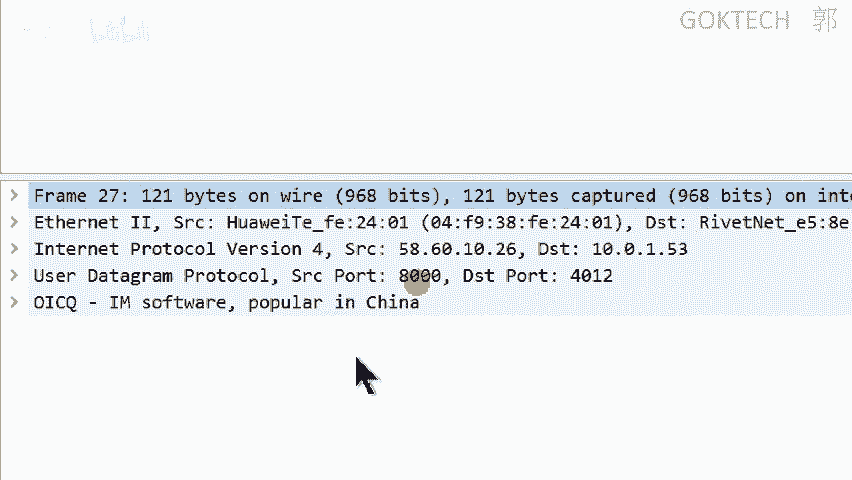 GOKTECH 郭
Frame 27: 121 bytes on wire (968 bits), 121 bytes captured (968 bits) on inte
Ethernet II, Src: HuaweiTe_fe:24:01 (04:f9:38:fe:24:01), Dst: RivetNet_e5:8e
Internet Protocol Version 4, Src: 58.60.10.26, Dst: 10.0.1.53
User Datagram Protocol, Src Port: 8000, Dst Port: 4012
OICQ - IM software, popular in China